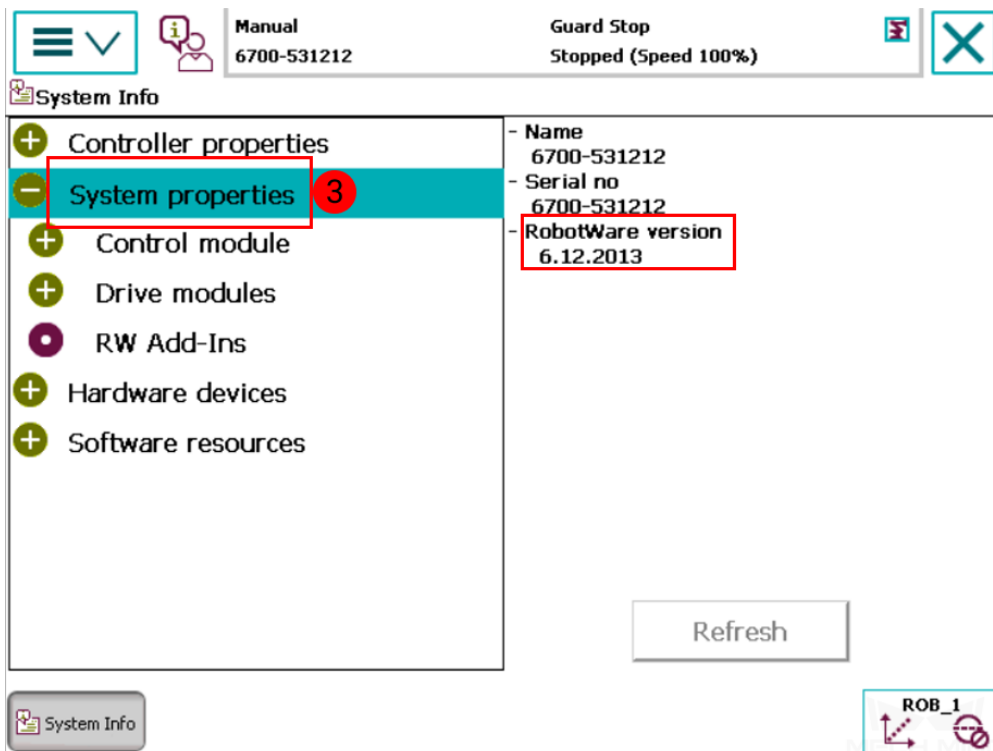 Manual
6700-531212
Guard Stop
Stopped (Speed 100%)
System Info
Controller properties
System properties
3
Control module
Drive modules
RW Add-Ins
Hardware devices
Software resources
- Name
6700-531212
- Serial no
6700-531212
- RobotWare version
6.12.2013
Refresh
System Info
ROB_1